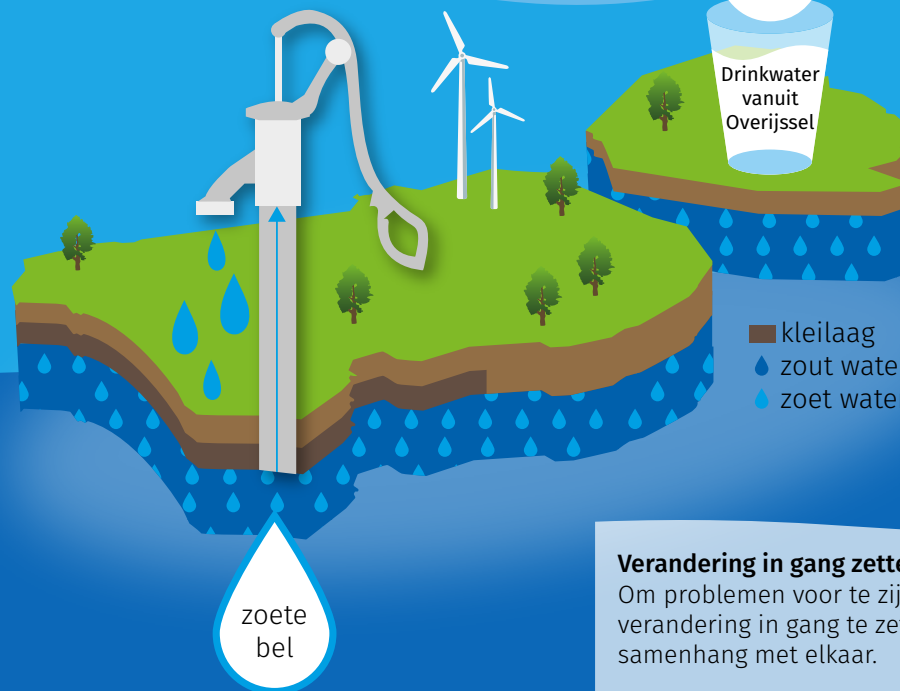 Drinkwater
vanuit
Overijssel
kleilaag
zout wate
zoet wate
zoete
bel
Verandering in gang zette
Om problemen voor te zij
verandering in gang te ze
samenhang met elkaar.